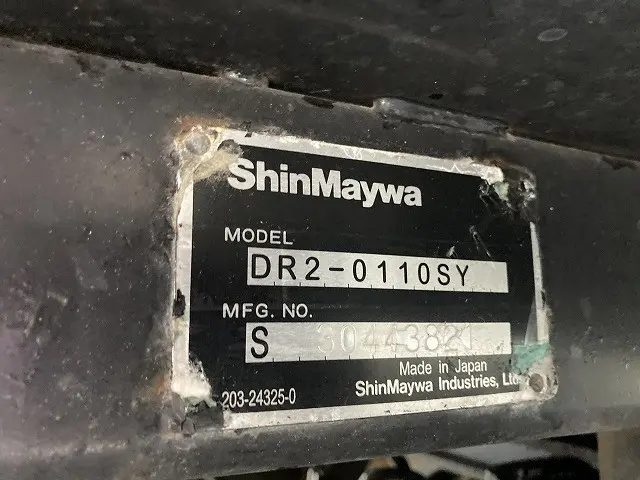 ShinMaywa
MODEL
DR2-0110SY
MFG. NO.
S 30443821
Made in Japan
203-24325-0
ShinMaywa Industries, Ltd